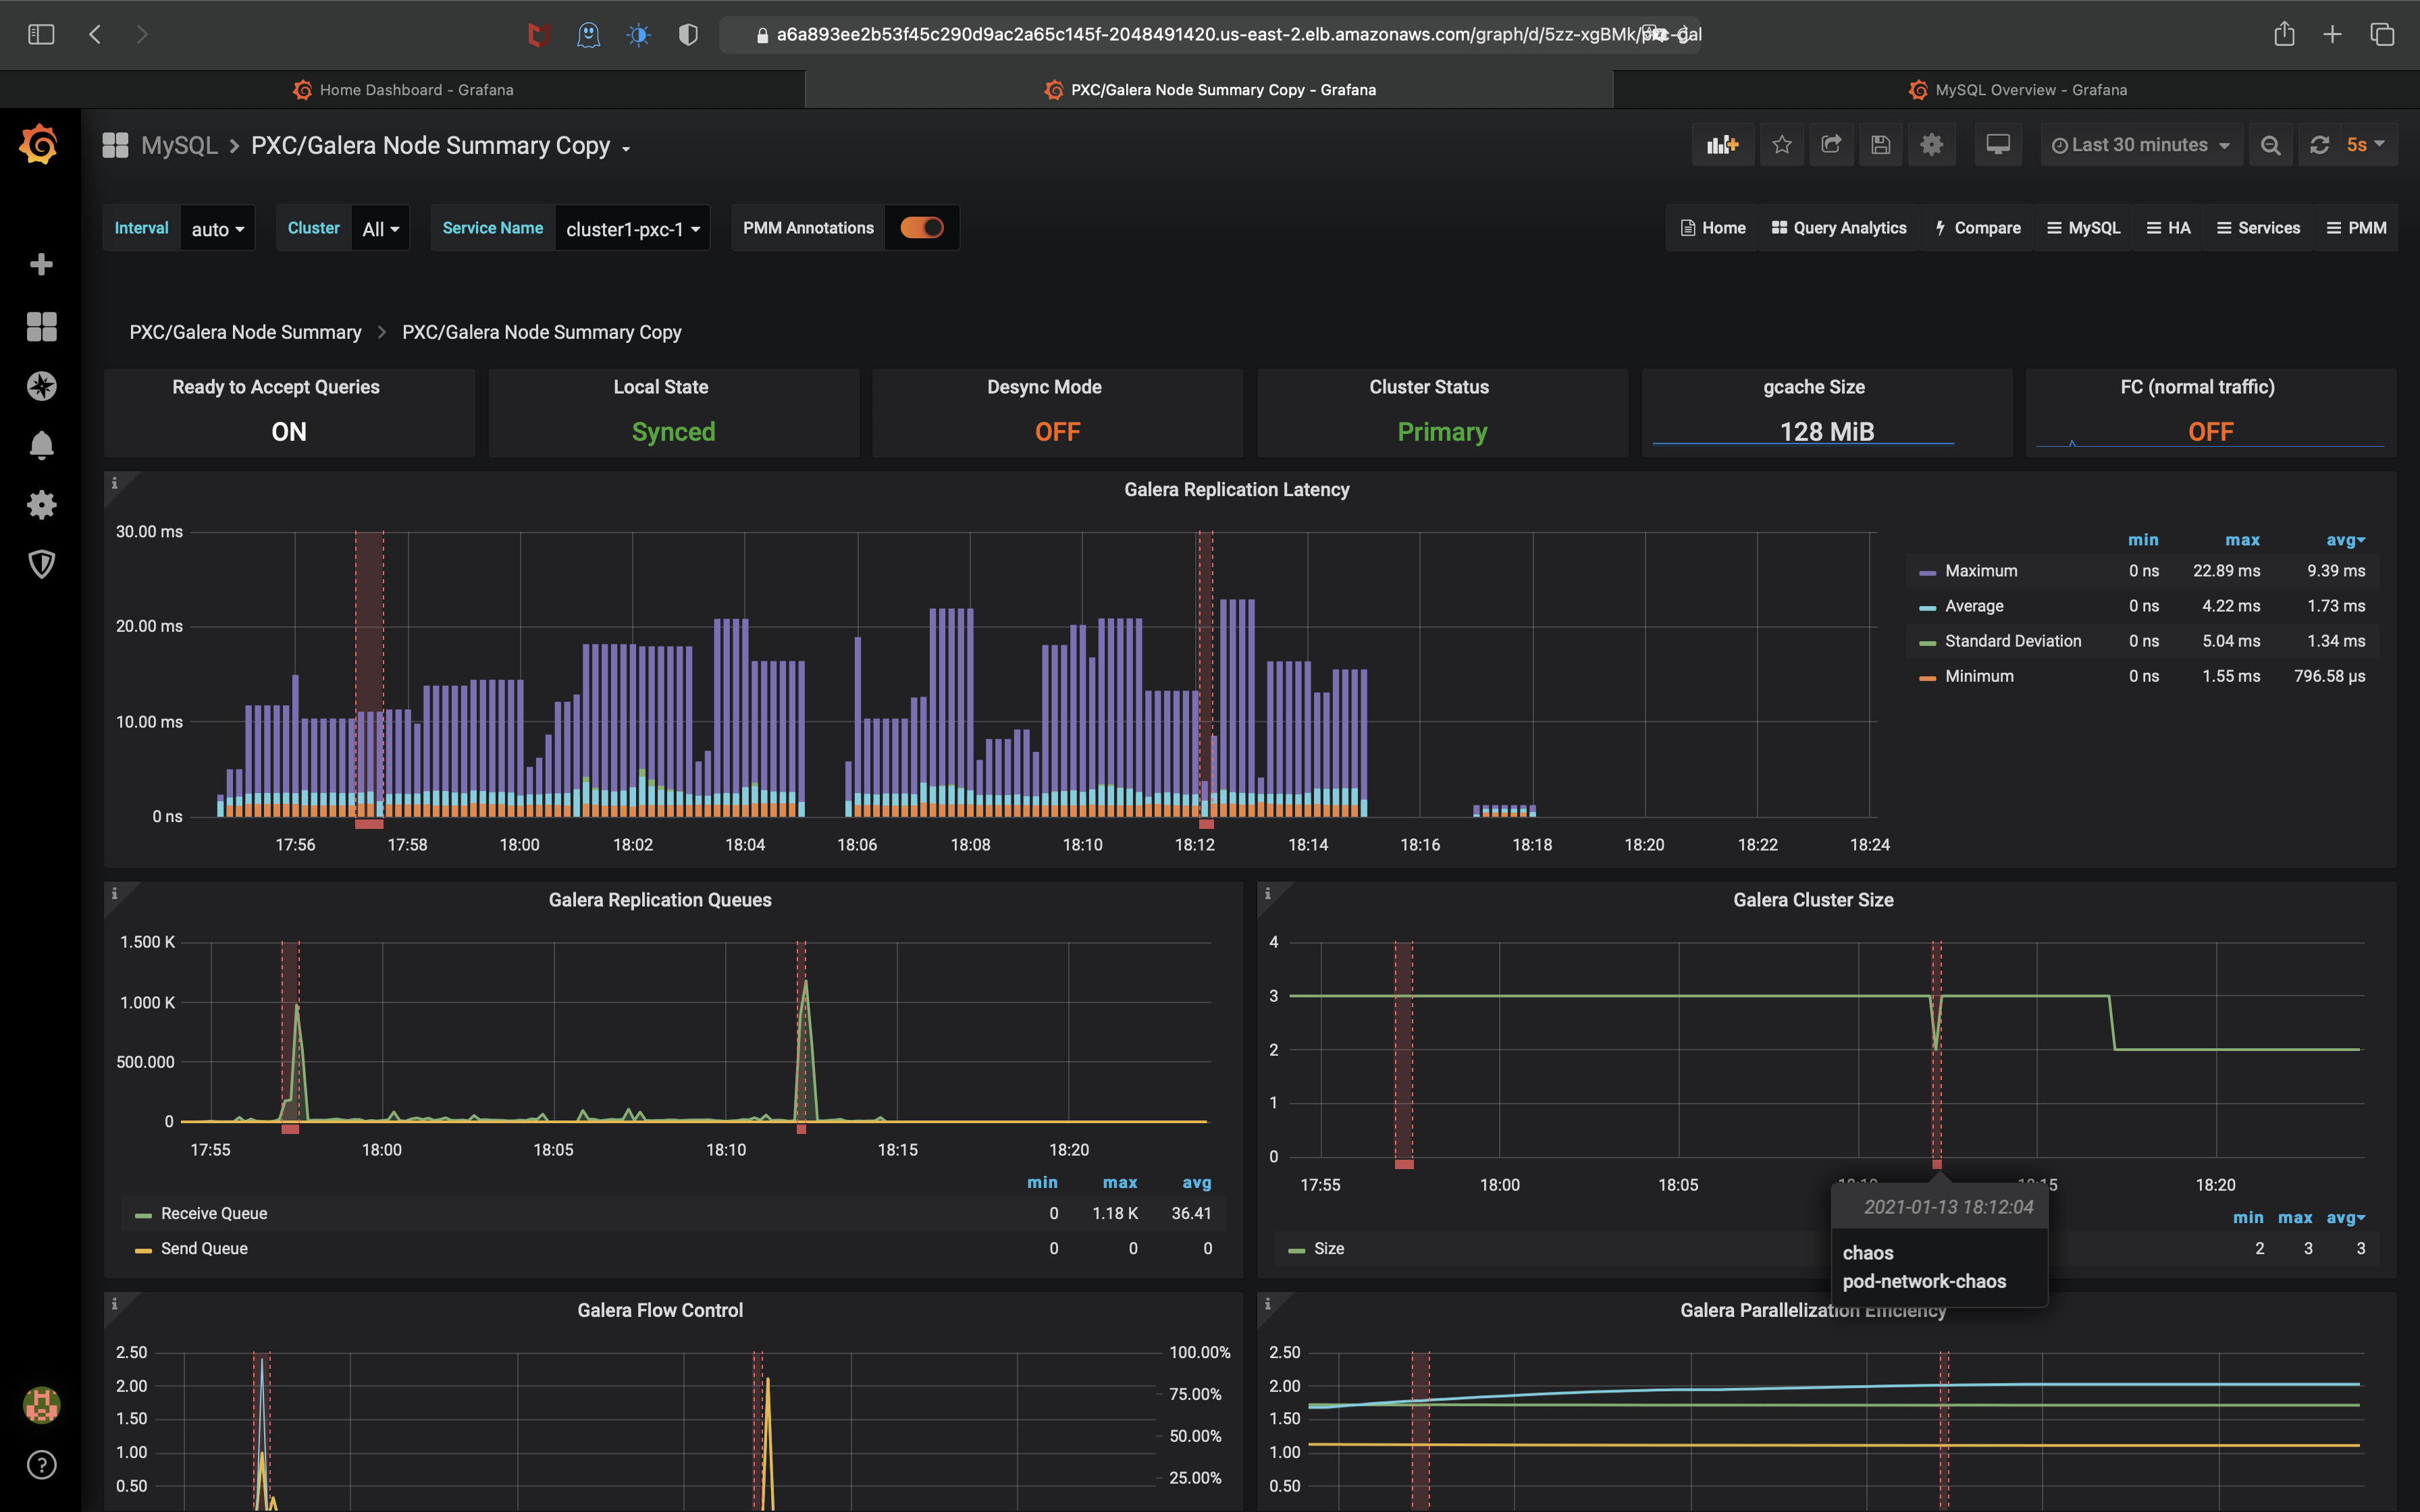 a6a893ee2b53f45c290d9ac2a65c145f-2048491420.us-east-2.elb.amazonaws.com/graph/d/5zz-xgBMk/
Home Dashboard - Grafana
PXC/Galera Node Summary Copy - Grafana
MySQL Overview - Grafana
MySQL > PXC/Galera Node Summary Copy
Last 30 minutes
5s
Interval auto
Cluster All
Service Name cluster1-pxc-1
PMM Annotations
Home
Query Analytics
Compare
MySQL
HA
Services
PMM
PXC/Galera Node Summary > PXC/Galera Node Summary Copy
Ready to Accept Queries
ON
Local State
Synced
Desync Mode
OFF
Cluster Status
Primary
gcache Size
128 MiB
FC (normal traffic)
OFF
Galera Replication Latency
30.00 ms
20.00 ms
10.00 ms
0 ns
17:56 17:58 18:00 18:02 18:04 18:06 18:08 18:10 18:12 18:14 18:16 18:18 18:20 18:22 18:24
min max avg
Maximum 0 ns 22.89 ms 9.39 ms
Average 0 ns 4.22 ms 1.73 ms
Standard Deviation 0 ns 5.04 ms 1.34 ms
Minimum 0 ns 1.55 ms 796.58 µs
Galera Replication Queues
1.500 K
1.000 K
500.000
0
17:55 18:00 18:05 18:10 18:15 18:20
min max avg
Receive Queue 0 1.18 K 36.41
Send Queue 0 0 0
Galera Cluster Size
4
3
2
1
0
17:55 18:00 18:05 18:10 18:15 18:20
2021-01-13 18:12:04
chaos
pod-network-chaos
min max avg
Size 2 3 3
Galera Flow Control
2.50
2.00
1.50
1.00
0.50
100.00%
75.00%
50.00%
25.00%
Galera Parallelization Efficiency
2.50
2.00
1.50
1.00
0.50